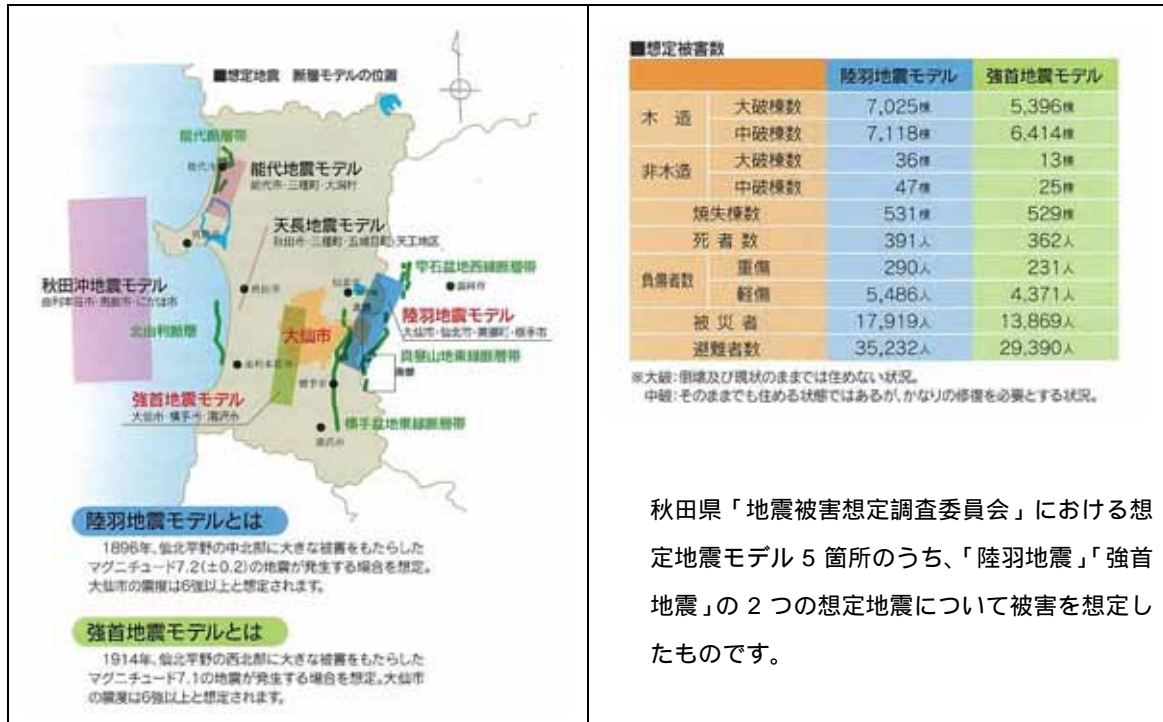 ■想定地震 断層モデルの位置
能代断層帯
能代市
能代地震モデル
能代市・三種町・大潟村
天長地震モデル
秋田市・三種町・五城目町・天王地区
秋田沖地震モデル
由利本荘市・男鹿市・にかほ市
秋田市
雫石盆地西縁断層帯
盛岡市
大仙市
陸羽地震モデル
大仙市・仙北市・美郷町・横手市
北由利断層
真昼山地東縁断層帯
由利本荘市
横手市
強首地震モデル
大仙市・横手市・湯沢市
横手盆地東縁断層帯
湯沢市
陸羽地震モデルとは
1896年、仙北平野の中北部に大きな被害をもたらした
マグニチュード7.2(±0.2)の地震が発生する場合を想定。
大仙市の震度は6強以上と想定されます。
強首地震モデルとは
1914年、仙北平野の西北部に大きな被害をもたらした
マグニチュード7.1の地震が発生する場合を想定。大仙市
の震度は6強以上と想定されます。
■想定被害数
陸羽地震モデル 強首地震モデル
木造 大破棟数 7,025棟 5,396棟
中破棟数 7,118棟 6,414棟
非木造 大破棟数 36棟 13棟
中破棟数 47棟 25棟
焼失棟数 531棟 529棟
死者数 391人 362人
負傷者数 重傷 290人 231人
軽傷 5,486人 4,371人
被災者 17,919人 13,869人
避難者数 35,232人 29,390人
※大破:倒壊及び現状のままでは住めない状況。
中破:そのままでも住める状態ではあるが、かなりの修復を必要とする状況。
秋田県「地震被害想定調査委員会」における想
定地震モデル5箇所のうち、「陸羽地震」「強首
地震」の2つの想定地震について被害を想定し
たものです。